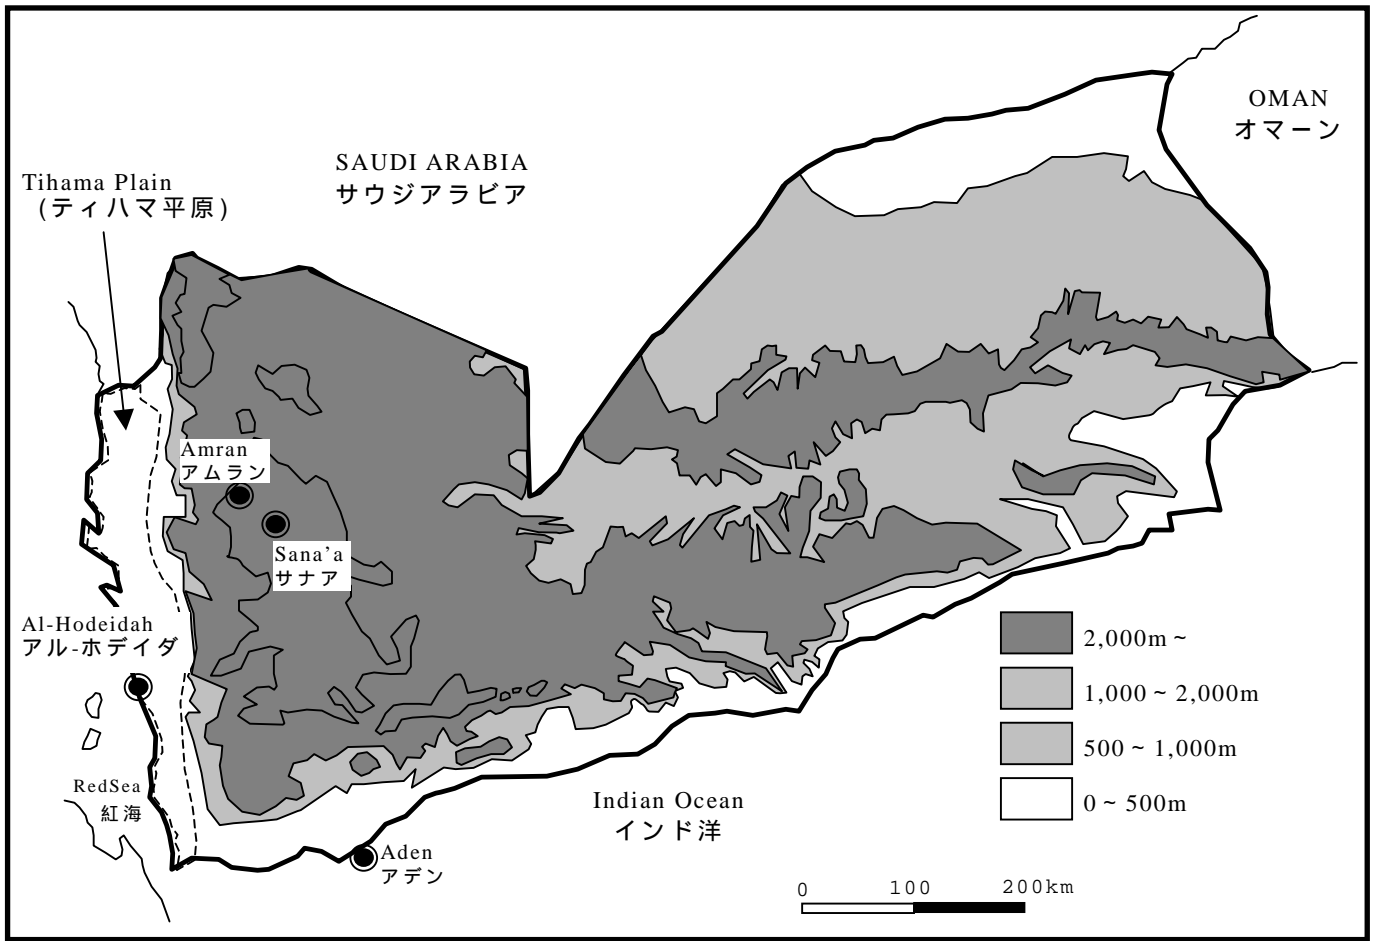 OMAN
オマーン
SAUDI ARABIA
サウジアラビア
Tihama Plain
(ティハマ平原)
Amran
アムラン
Sana’a
サナア
Al-Hodeidah
アル-ホデイダ
RedSea
紅海
Aden
アデン
Indian Ocean
インド洋
2,000m ~
1,000 ~ 2,000m
500 ~ 1,000m
0 ~ 500m
0 100 200km